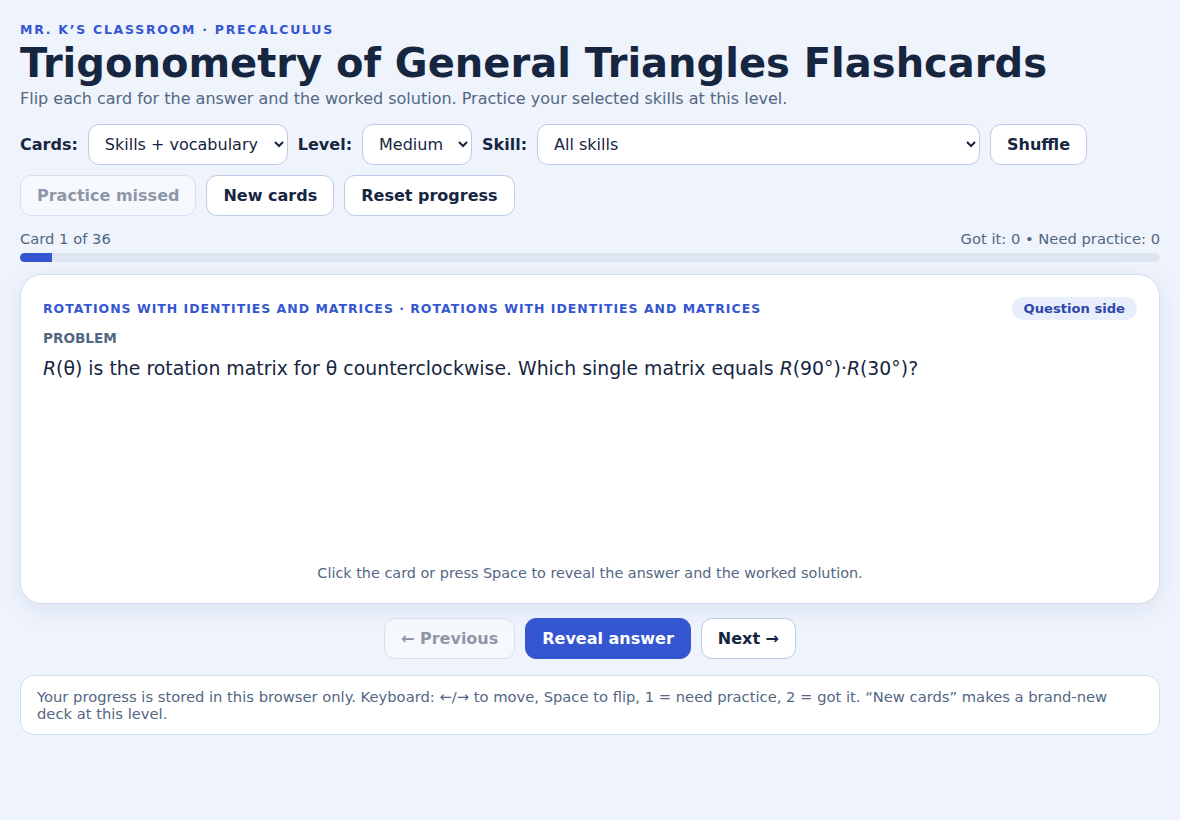 MR. K’S CLASSROOM · PRECALCULUS
Trigonometry of General Triangles Flashcards
Flip each card for the answer and the worked solution. Practice your selected skills at this level.
Cards: Skills + vocabulary Level: Medium Skill: All skills Shuffle
Practice missed New cards Reset progress
Card 1 of 36 Got it: 0 • Need practice: 0
ROTATIONS WITH IDENTITIES AND MATRICES · ROTATIONS WITH IDENTITIES AND MATRICES Question side
PROBLEM
R(θ) is the rotation matrix for θ counterclockwise. Which single matrix equals R(90°)·R(30°)?
Click the card or press Space to reveal the answer and the worked solution.
← Previous Reveal answer Next →
Your progress is stored in this browser only. Keyboard: ←/→ to move, Space to flip, 1 = need practice, 2 = got it. “New cards” makes a brand-new
deck at this level.